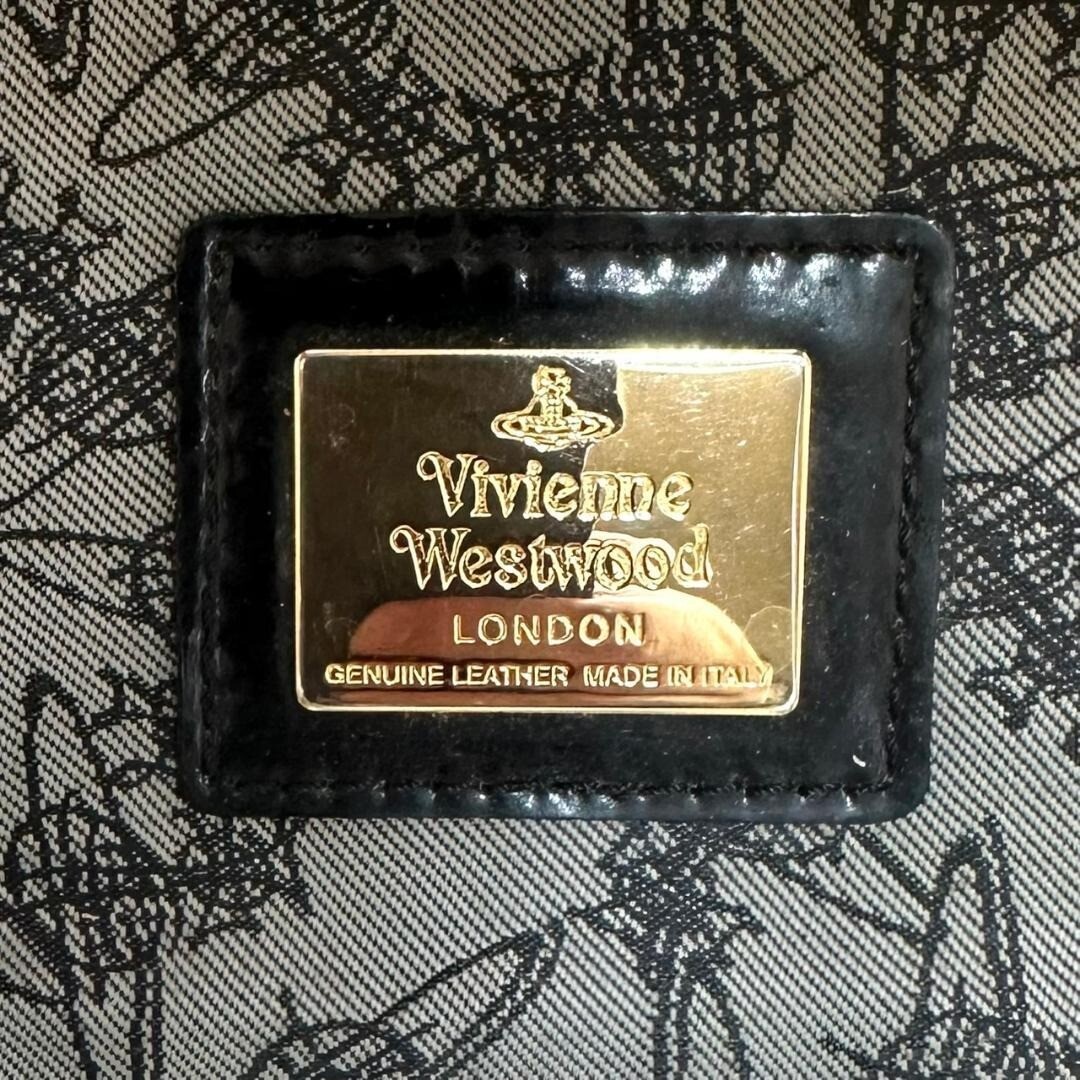 Vivienne
Westwood
LONDON
GENUINE LEATHER MADE IN ITALY